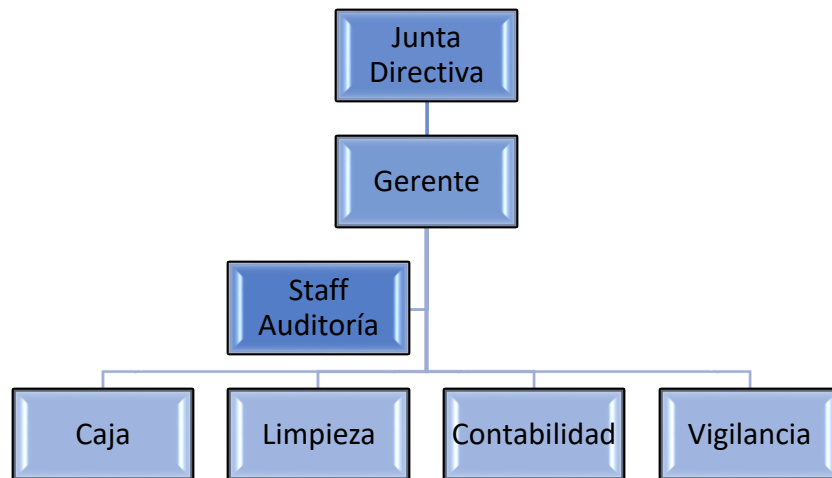 Junta
Directiva
Gerente
Staff
Auditoría
Caja
Limpieza
Contabilidad
Vigilancia